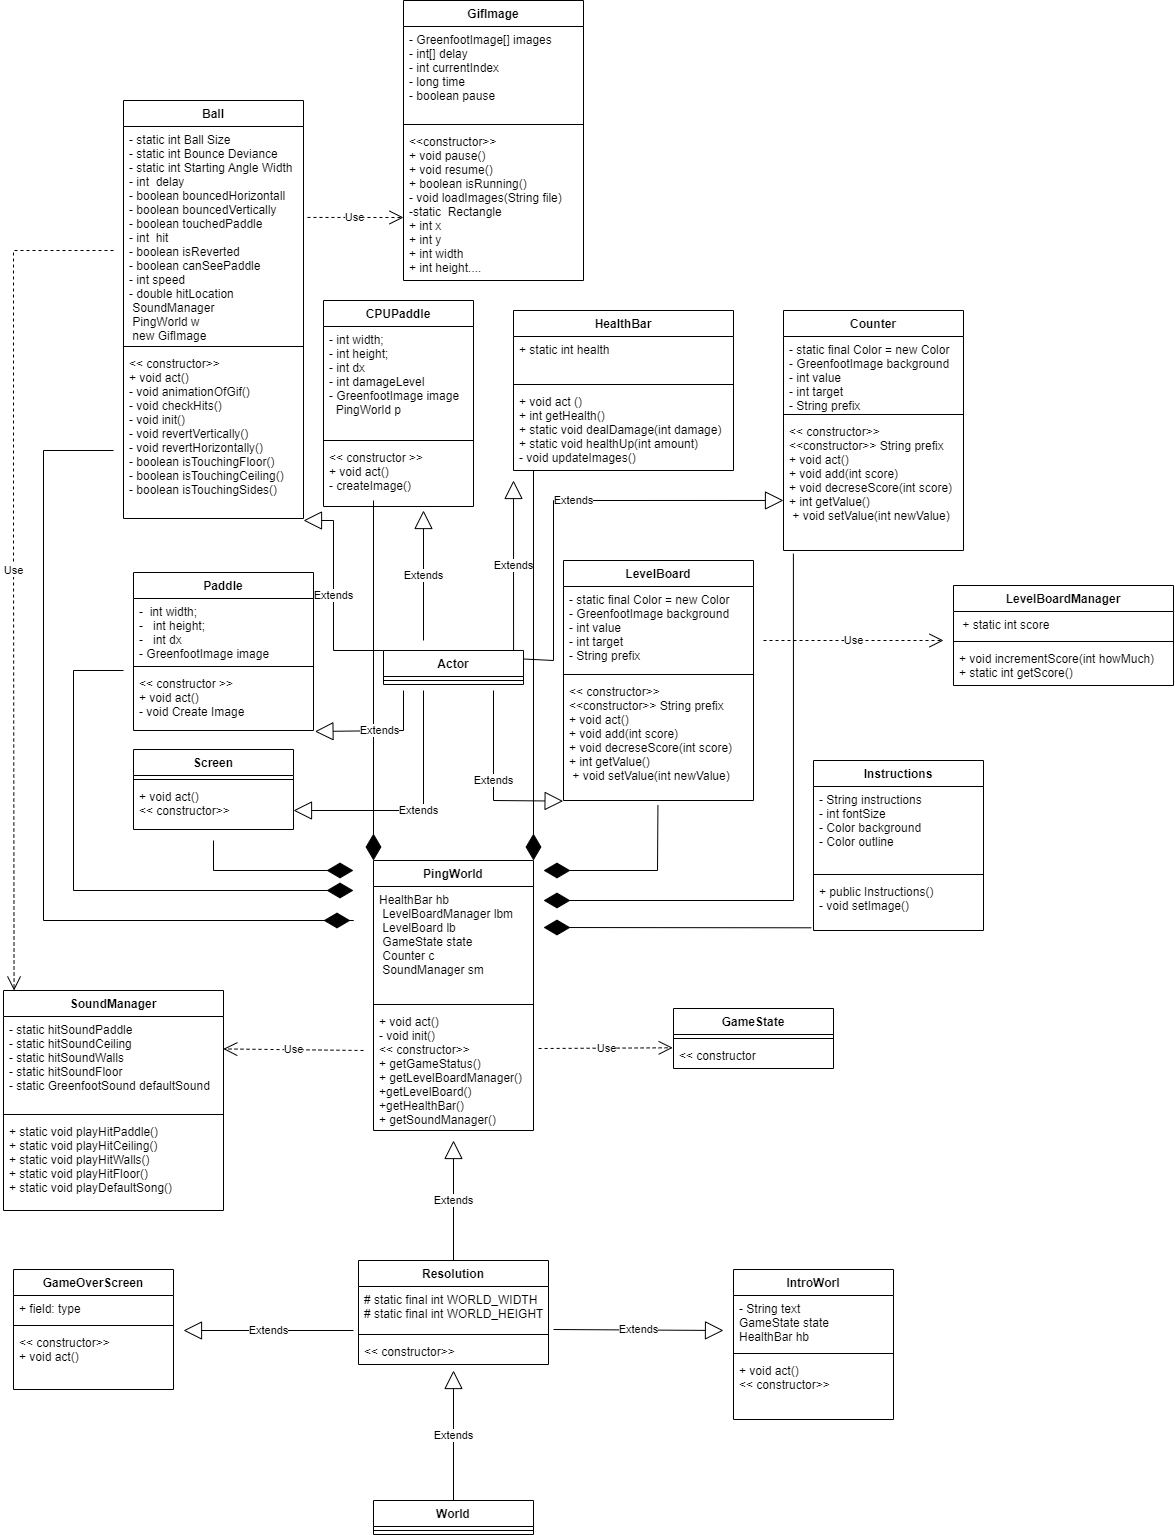 GifImage
- GreenfootImage[] images
- int[] delay
- int currentIndex
- long time
- boolean pause
<<constructor>>
+ void pause()
+ void resume()
+ boolean isRunning()
- void loadImages(String file)
-static  Rectangle
+ int x
+ int y
+ int width
+ int height....
Ball
- static int Ball Size
- static int Bounce Deviance
- static int Starting Angle Width
- int  delay
- boolean bouncedHorizontall
- boolean bouncedVertically
- boolean touchedPaddle
- int  hit
- boolean isReverted
- boolean canSeePaddle
- int speed
- double hitLocation
SoundManager
PingWorld w
new GifImage
<< constructor>>
+ void act()
- void animationOfGif()
- void checkHits()
- void init()
- void revertVertically()
- void revertHorizontally()
- boolean isTouchingFloor()
- boolean isTouchingCeiling()
- boolean isTouchingSides()
Use
Use
CPUPaddle
- int width;
- int height;
- int dx
- int damageLevel
- GreenfootImage image
PingWorld p
<< constructor >>
+ void act()
- createImage()
HealthBar
+ static int health
+ void act ()
+ int getHealth()
+ static void dealDamage(int damage)
+ static void healthUp(int amount)
- void updateImages()
Counter
- static final Color = new Color
- GreenfootImage background
- int value
- int target
- String prefix
<< constructor>>
<<constructor>> String prefix
+ void act()
+ void add(int score)
+ void decreseScore(int score)
+ int getValue()
+ void setValue(int newValue)
Extends
Extends
Extends
Extends
Paddle
-  int width;
-   int height;
-   int dx
- GreenfootImage image
<< constructor >>
+ void act()
- void Create Image
Actor
LevelBoard
- static final Color = new Color
- GreenfootImage background
- int value
- int target
- String prefix
<< constructor>>
<<constructor>> String prefix
+ void act()
+ void add(int score)
+ void decreseScore(int score)
+ int getValue()
+ void setValue(int newValue)
Use
LevelBoardManager
+ static int score
+ void incrementScore(int howMuch)
+ static int getScore()
Extends
Extends
Extends
Screen
+ void act()
<< constructor>>
Instructions
- String instructions
- int fontSize
- Color background
- Color outline
+ public Instructions()
- void setImage()
PingWorld
HealthBar hb
LevelBoardManager lbm
LevelBoard lb
GameState state
Counter c
SoundManager sm
+ void act()
- void init()
<< constructor>>
+ getGameStatus()
+ getLevelBoardManager()
+getLevelBoard()
+getHealthBar()
+ getSoundManager()
SoundManager
- static hitSoundPaddle
- static hitSoundCeiling
- static hitSoundWalls
- static hitSoundFloor
- static GreenfootSound defaultSound
+ static void playHitPaddle()
+ static void playHitCeiling()
+ static void playHitWalls()
+ static void playHitFloor()
+ static void playDefaultSong()
Use
Use
GameState
<< constructor
Extends
GameOverScreen
+ field: type
<< constructor>>
+ void act()
Extends
Resolution
# static final int WORLD_WIDTH
# static final int WORLD_HEIGHT
<< constructor>>
Extends
IntroWorl
- String text
GameState state
HealthBar hb
+ void act()
<< constructor>>
Extends
World